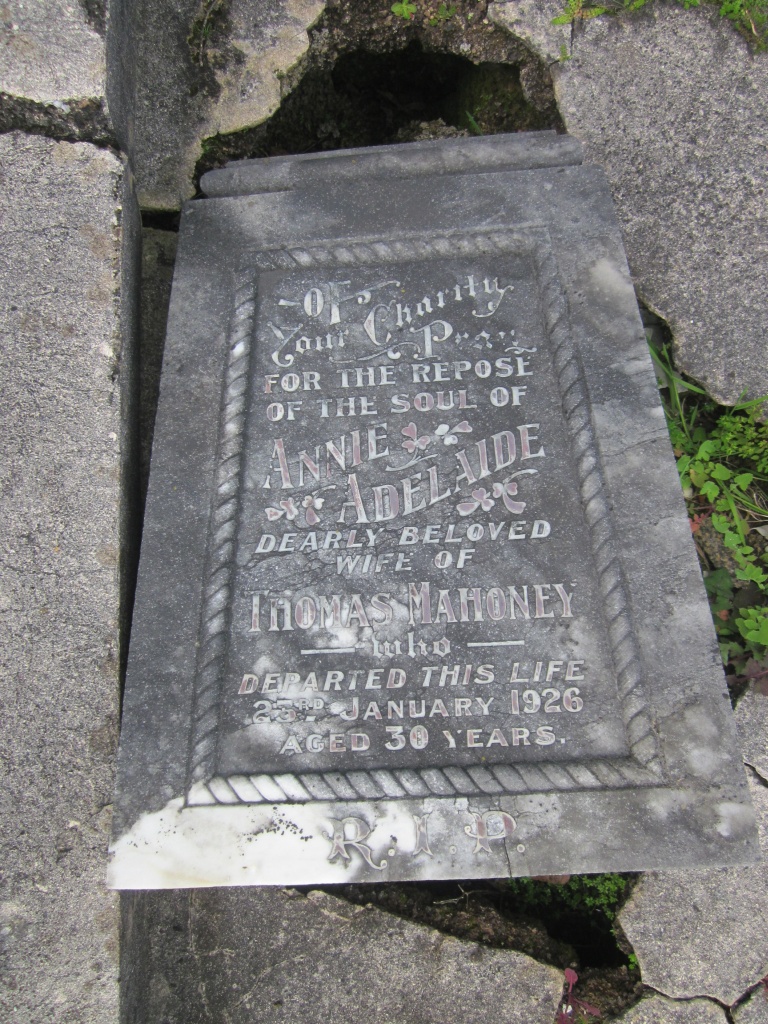 OF
Your Charity
Pray
FOR THE REPOSE
OF THE SOUL OF
ANNIE
ADELAIDE
DEARLY BELOVED
WIFE OF
THOMAS MAHONEY
who
DEPARTED THIS LIFE
23RD JANUARY 1926
AGED 30 YEARS.
R.I.P.